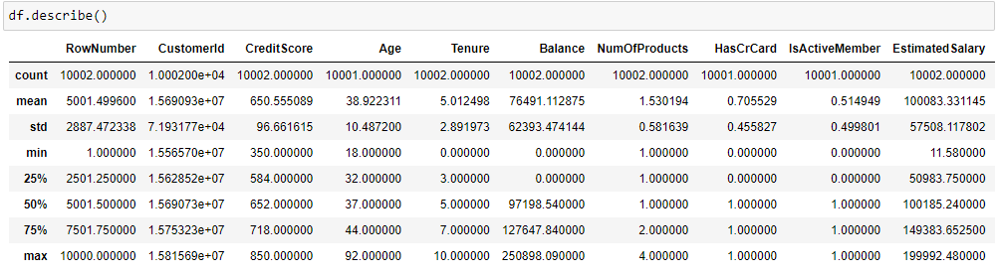 df.describe()
RowNumber CustomerId CreditScore Age Tenure Balance NumOfProducts HasCrCard IsActiveMember EstimatedSalary
count 10002.000000 1.000200e+04 10002.000000 10001.000000 10002.000000 10002.000000 10002.000000 10001.000000 10001.000000 10002.000000
mean 5001.499600 1.569093e+07 650.555089 38.922311 5.012498 76491.112875 1.530194 0.705529 0.514949 100083.331145
std 2887.472338 7.193177e+04 96.661615 10.487200 2.891973 62393.474144 0.581639 0.455827 0.499801 57508.117802
min 1.000000 1.556570e+07 350.000000 18.000000 0.000000 0.000000 1.000000 0.000000 0.000000 11.580000
25% 2501.250000 1.562852e+07 584.000000 32.000000 3.000000 0.000000 1.000000 0.000000 0.000000 50983.750000
50% 5001.500000 1.569073e+07 652.000000 37.000000 5.000000 97198.540000 1.000000 1.000000 1.000000 100185.240000
75% 7501.750000 1.575323e+07 718.000000 44.000000 7.000000 127647.840000 2.000000 1.000000 1.000000 149383.652500
max 10000.000000 1.581569e+07 850.000000 92.000000 10.000000 250898.090000 4.000000 1.000000 1.000000 199992.480000